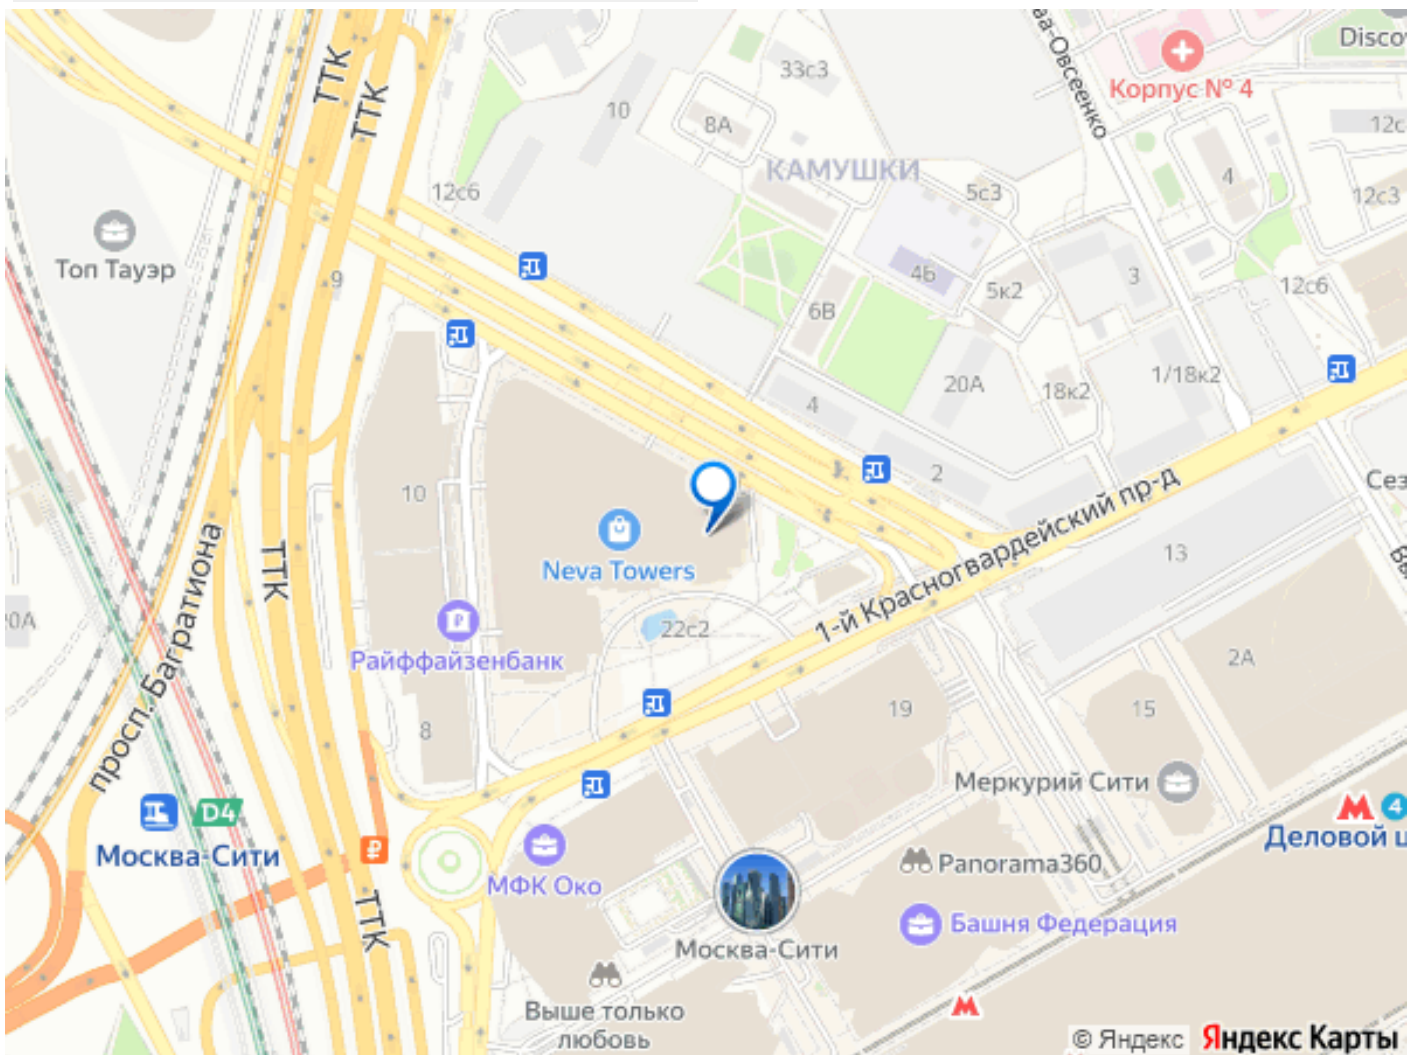 ТТК
ТТК
33с3
Disco
Корпус № 4
10
8А
12с
КАМУШКИ
12с6
5с3
4
12с3
Топ Тауэр
9
4Б
5к2
3
12с6
6В
20А
1/18к2
18к2
4
2
10
Сез
Neva Towers
1-й Красногвардейский пр-д
13
ТТК
просп. Багратиона
22с2
Райффайзенбанк
2А
8
19
15
Меркурий Сити
D4
4
Москва-Сити
Деловой ц
МФК Око
Panorama360
ТТК
Башня Федерация
Москва-Сити
Выше только
любовь
© Яндекс Яндекс Карты